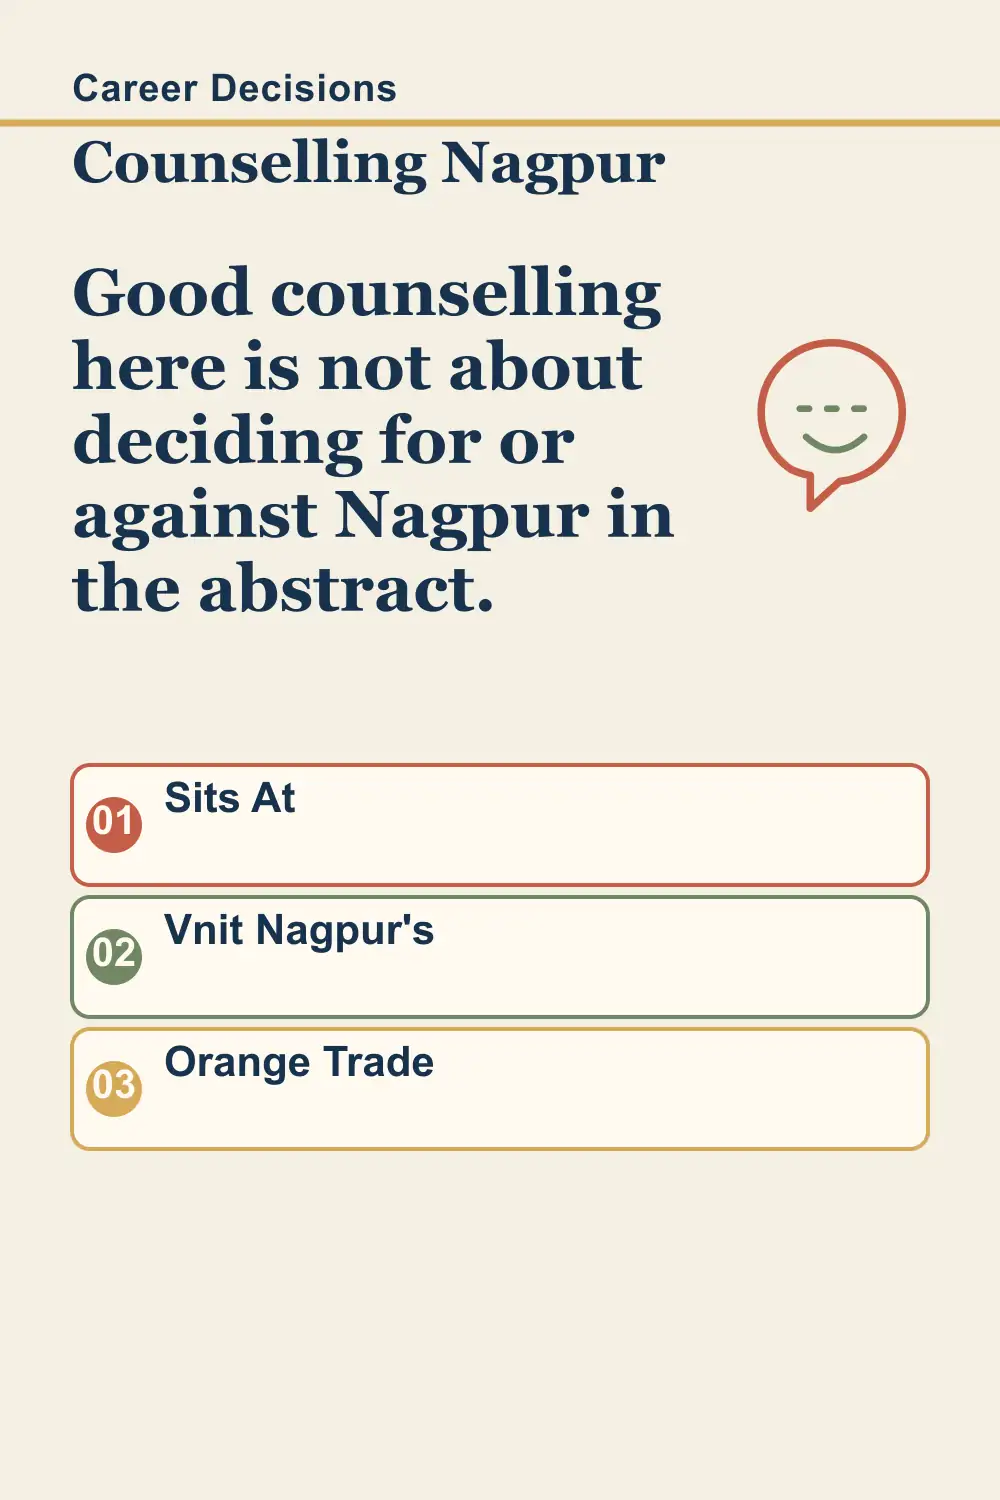 Career Decisions
Counselling Nagpur
Good counselling
here is not about
deciding for or
against Nagpur in
the abstract.
01 Sits At
02 Vnit Nagpur's
03 Orange Trade